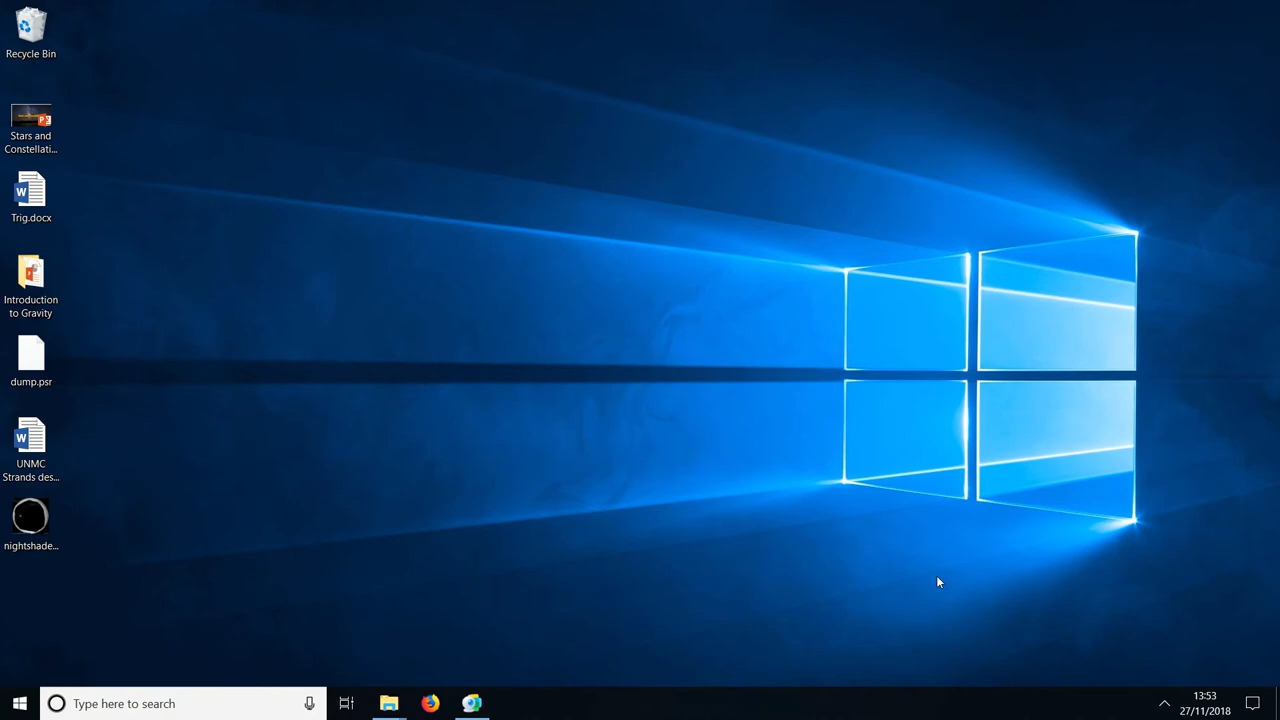 Recycle Bin
Stars and
Constellati...
Trig.docx
Introduction
to Gravity
dump.psr
UNMC
Strands des...
nightshade...
Type here to search
13:53
27/11/2018